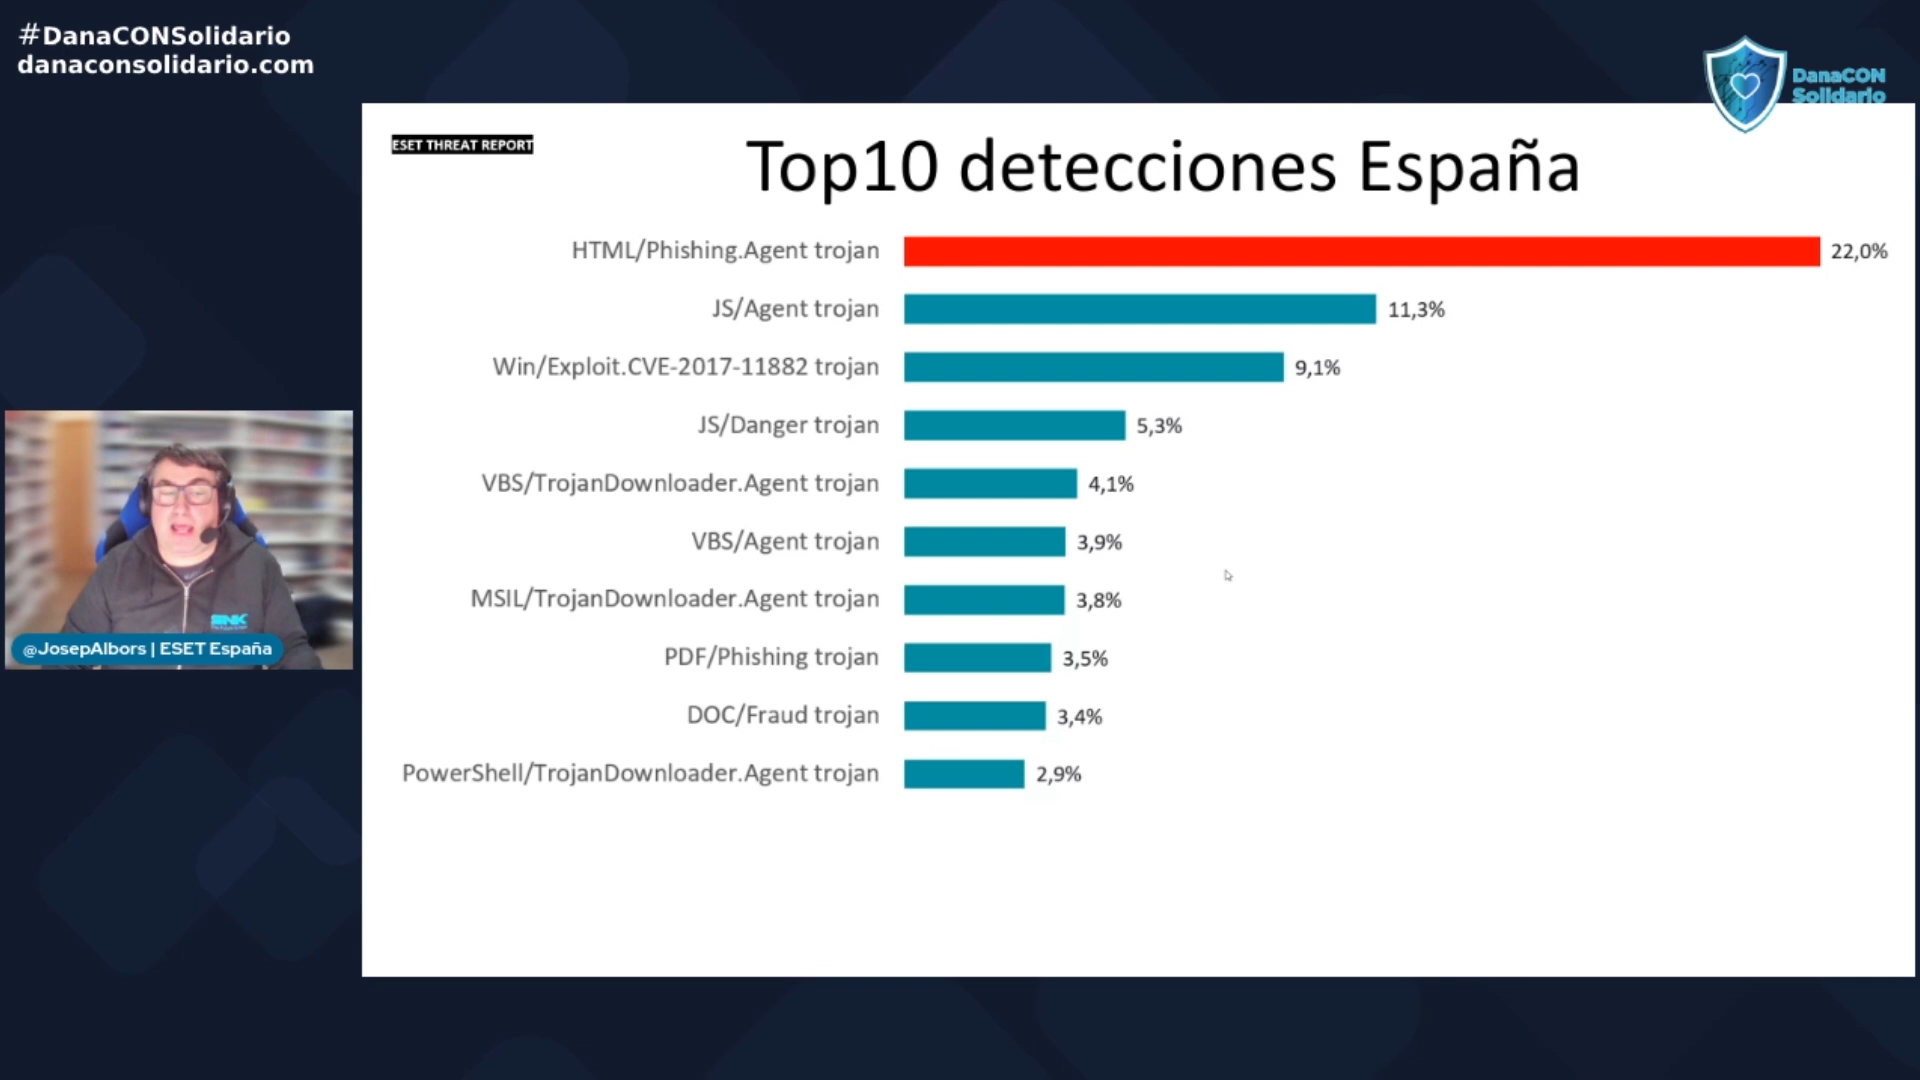 #DanaCONSolidario
danaconsolidario.com
DanaCON
Solidario
ESET THREAT REPORT
Top10 detecciones España
HTML/Phishing.Agent trojan 22,0%
JS/Agent trojan 11,3%
Win/Exploit.CVE-2017-11882 trojan 9,1%
JS/Danger trojan 5,3%
VBS/TrojanDownloader.Agent trojan 4,1%
VBS/Agent trojan 3,9%
MSIL/TrojanDownloader.Agent trojan 3,8%
PDF/Phishing trojan 3,5%
DOC/Fraud trojan 3,4%
PowerShell/TrojanDownloader.Agent trojan 2,9%
@JosepAlbors | ESET España